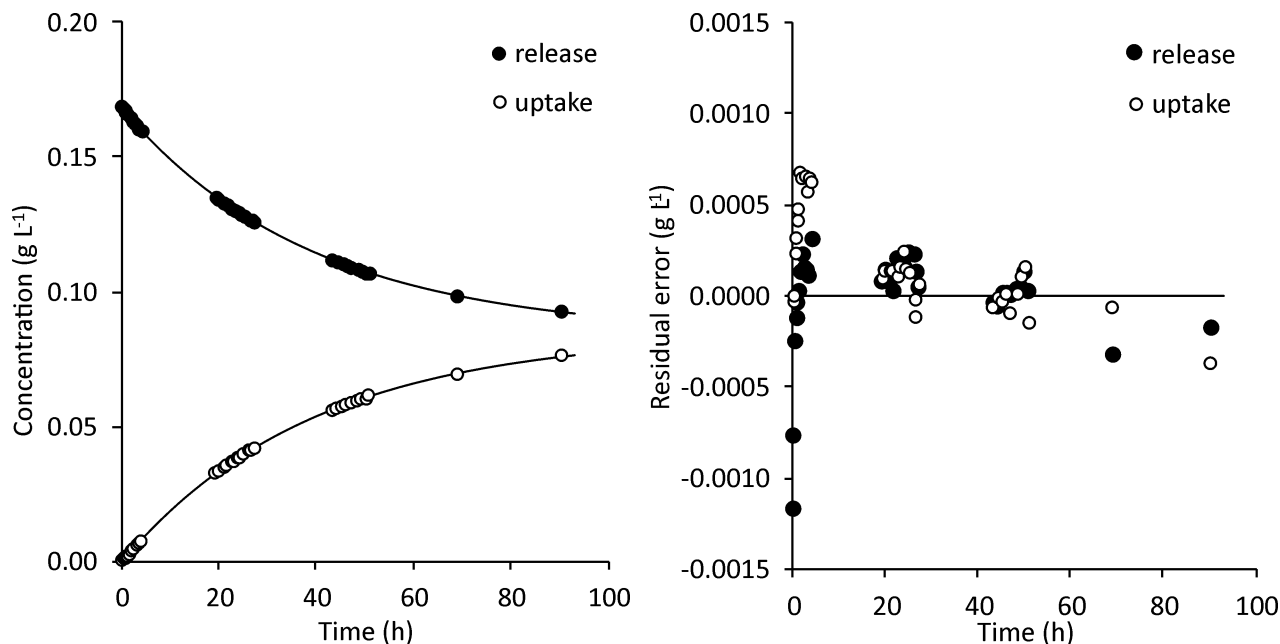 0.20
0.15
0.10
0.05
0.00
Concentration (g L-1)
0 20 40 60 80 100
Time (h)
release
uptake
0.0015
0.0010
0.0005
0.0000
-0.0005
-0.0010
-0.0015
Residual error (g L1)
0 20 40 60 80 100
Time (h)
release
uptake